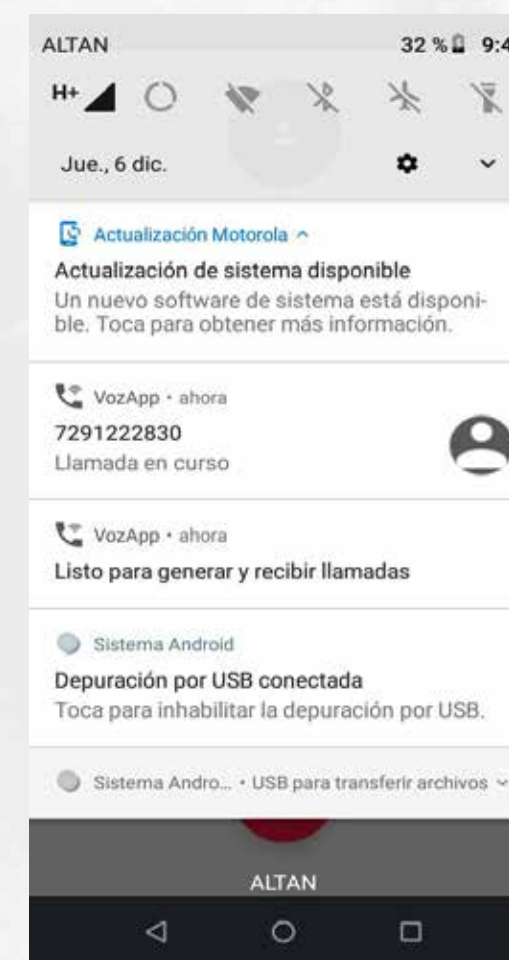 ALTAN 32 % 9:4
H+
Jue., 6 dic.
Actualización Motorola
Actualización de sistema disponible
Un nuevo software de sistema está disponi-
ble. Toca para obtener más información.
VozApp • ahora
7291222830
Llamada en curso
VozApp • ahora
Listo para generar y recibir llamadas
Sistema Android
Depuración por USB conectada
Toca para inhabilitar la depuración por USB.
Sistema Andro... • USB para transferir archivos
ALTAN